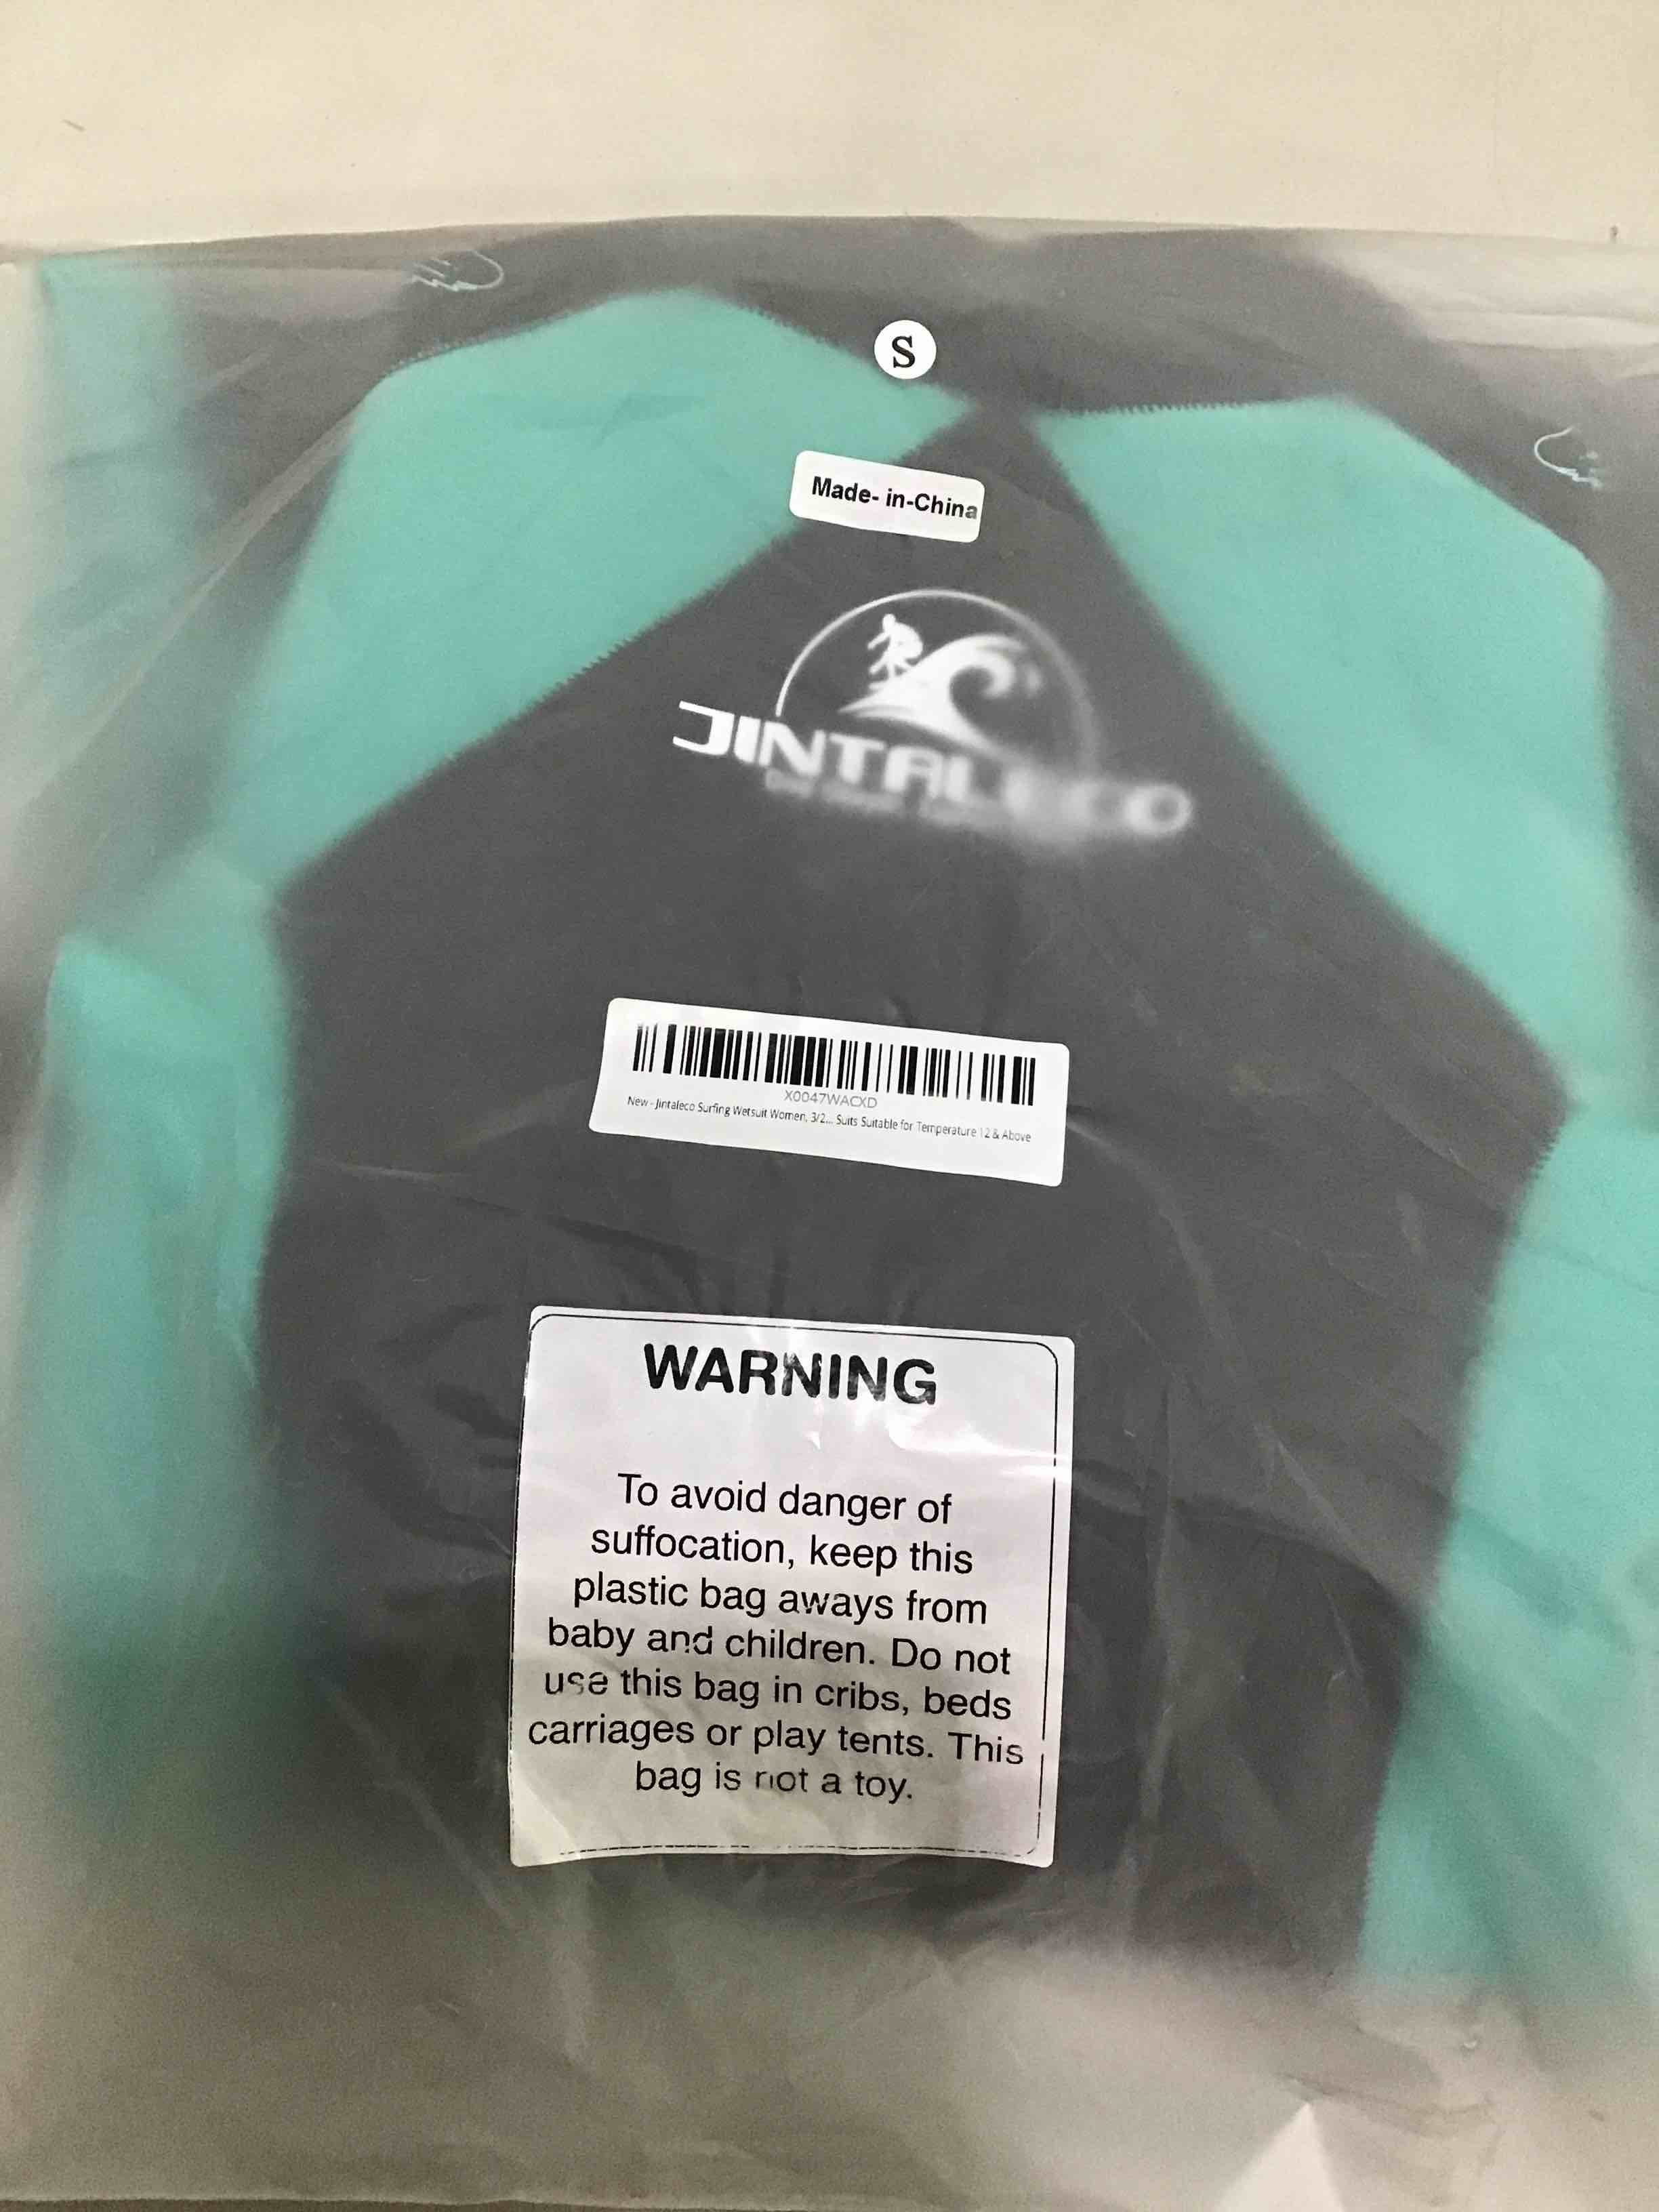 S
Made- in-China
JINTALECO
X0047WACXD
New - Jintaleco Surfing Wetsuit Women, 3/2... Suits Suitable for Temperature 12 & Above
WARNING
To avoid danger of
suffocation, keep this
plastic bag aways from
baby and children. Do not
use this bag in cribs, beds
carriages or play tents. This
bag is not a toy.